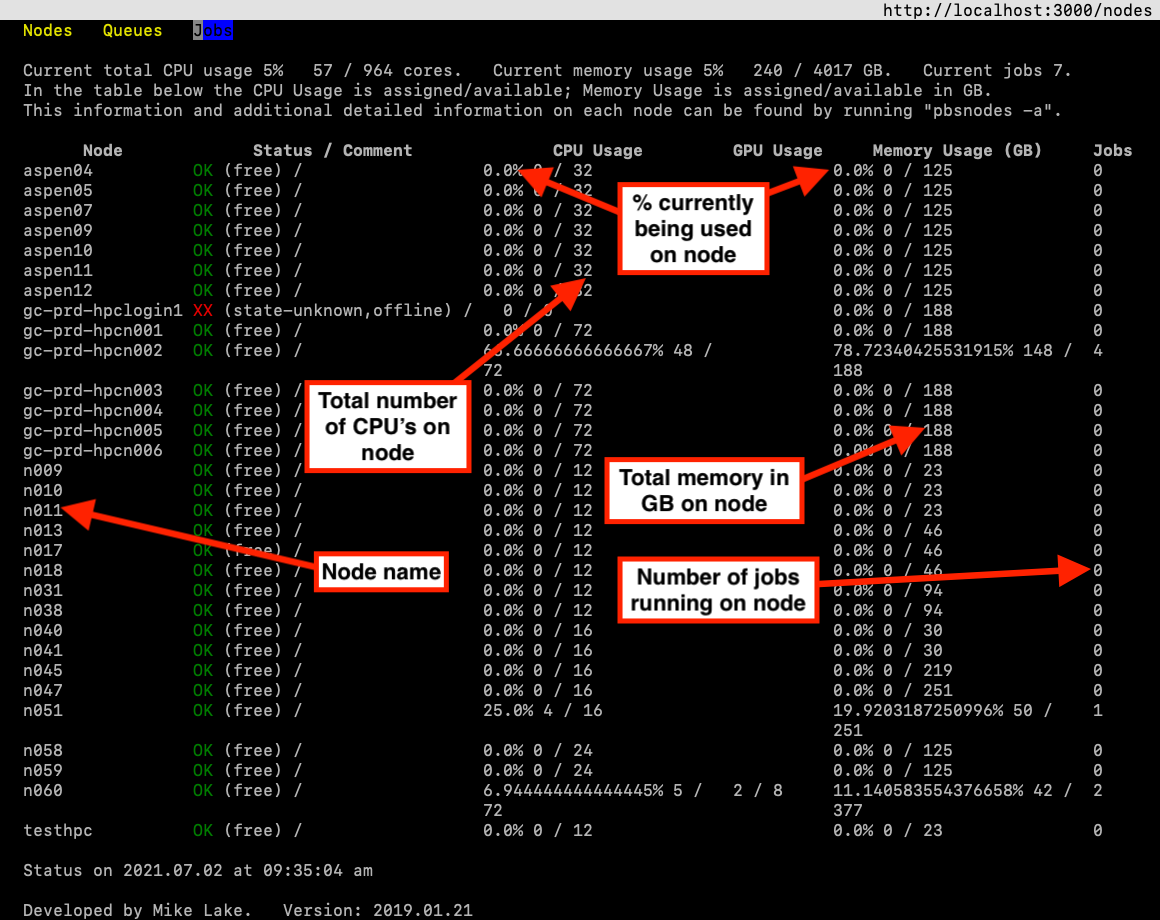 http://localhost:3000/nodes
Nodes Queues Jobs
Current total CPU usage 5% 57 / 964 cores. Current memory usage 5% 240 / 4017 GB. Current jobs 7.
In the table below the CPU Usage is assigned/available; Memory Usage is assigned/available in GB.
This information and additional detailed information on each node can be found by running "pbsnodes -a".
Node Status / Comment CPU Usage GPU Usage Memory Usage (GB) Jobs
aspen04 OK (free) / 0.0% 0 / 32 0.0% 0 / 125 0
aspen05 OK (free) / 0.0% 0 / 32 0.0% 0 / 125 0
aspen07 OK (free) / 0.0% 0 / 32 0.0% 0 / 125 0
aspen09 OK (free) / 0.0% 0 / 32 0.0% 0 / 125 0
aspen10 OK (free) / 0.0% 0 / 32 0.0% 0 / 125 0
aspen11 OK (free) / 0.0% 0 / 32 0.0% 0 / 125 0
aspen12 OK (free) / 0.0% 0 / 32 0.0% 0 / 125 0
gc-prd-hpclogin1 XX (state-unknown,offline) / 0 / 0 0.0% 0 / 188 0
gc-prd-hpcn001 OK (free) / 0.0% 0 / 72 0.0% 0 / 188 0
gc-prd-hpcn002 OK (free) / 66.66666666666667% 48 / 78.72340425531915% 148 / 4
72 188
gc-prd-hpcn003 OK (free) / 0.0% 0 / 72 0.0% 0 / 188 0
gc-prd-hpcn004 OK (free) / 0.0% 0 / 72 0.0% 0 / 188 0
gc-prd-hpcn005 OK (free) / 0.0% 0 / 72 0.0% 0 / 188 0
gc-prd-hpcn006 OK (free) / 0.0% 0 / 72 0.0% 0 / 188 0
n009 OK (free) / 0.0% 0 / 12 0.0% 0 / 23 0
n010 OK (free) / 0.0% 0 / 12 0.0% 0 / 23 0
n011 OK (free) / 0.0% 0 / 12 0.0% 0 / 23 0
n013 OK (free) / 0.0% 0 / 12 0.0% 0 / 46 0
n017 OK (free) / 0.0% 0 / 12 0.0% 0 / 46 0
n018 OK (free) / 0.0% 0 / 12 0.0% 0 / 46 0
n031 OK (free) / 0.0% 0 / 12 0.0% 0 / 94 0
n038 OK (free) / 0.0% 0 / 12 0.0% 0 / 94 0
n040 OK (free) / 0.0% 0 / 16 0.0% 0 / 30 0
n041 OK (free) / 0.0% 0 / 16 0.0% 0 / 30 0
n045 OK (free) / 0.0% 0 / 16 0.0% 0 / 219 0
n047 OK (free) / 0.0% 0 / 16 0.0% 0 / 251 0
n051 OK (free) / 25.0% 4 / 16 19.9203187250996% 50 / 1
251
n058 OK (free) / 0.0% 0 / 24 0.0% 0 / 125 0
n059 OK (free) / 0.0% 0 / 24 0.0% 0 / 125 0
n060 OK (free) / 6.944444444444445% 5 / 2 / 8 11.140583554376658% 42 / 2
72 377
testhpc OK (free) / 0.0% 0 / 12 0.0% 0 / 23 0
Status on 2021.07.02 at 09:35:04 am
Developed by Mike Lake. Version: 2019.01.21
% currently
being used
on node
Total number
of CPU's on
node
Total memory in
GB on node
Node name
Number of jobs
running on node